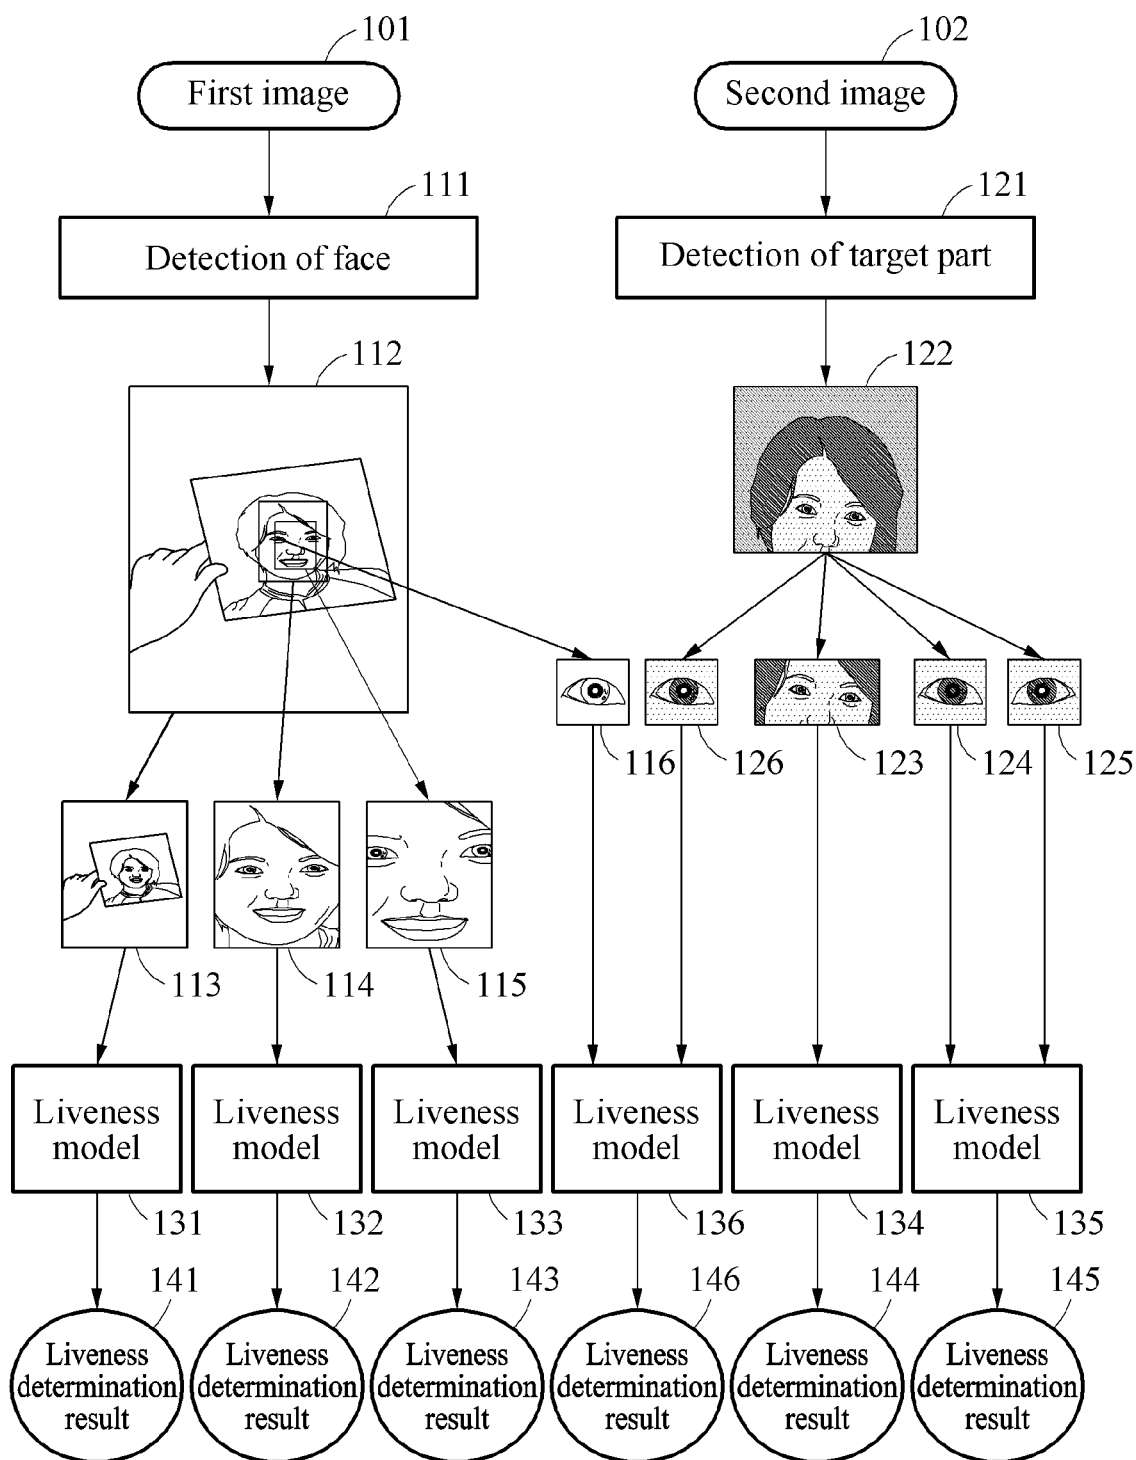 101
102
First image
Second image
111
121
Detection of face
Detection of target part
112
122
116
126
123
124
125
113
114
115
Liveness
model
Liveness
model
Liveness
model
Liveness
model
Liveness
model
Liveness
model
131
132
133
136
134
135
141
142
143
146
144
145
Liveness
determination
result
Liveness
determination
result
Liveness
determination
result
Liveness
determination
result
Liveness
determination
result
Liveness
determination
result